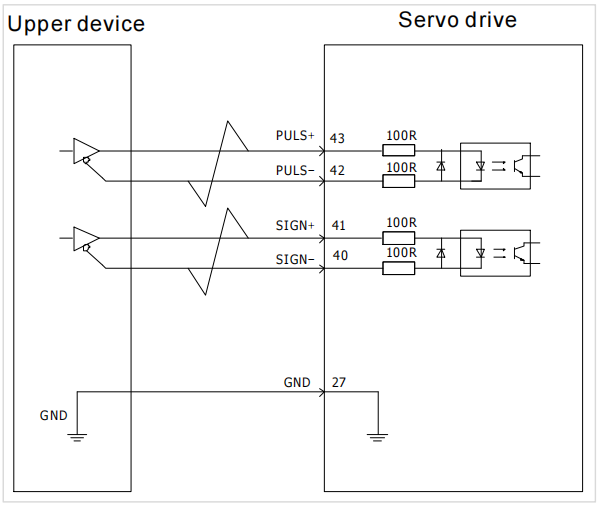 Upper device
Servo drive
PULS+ 43 100R
PULS− 42 100R
SIGN+ 41 100R
SIGN− 40 100R
GND 27
GND